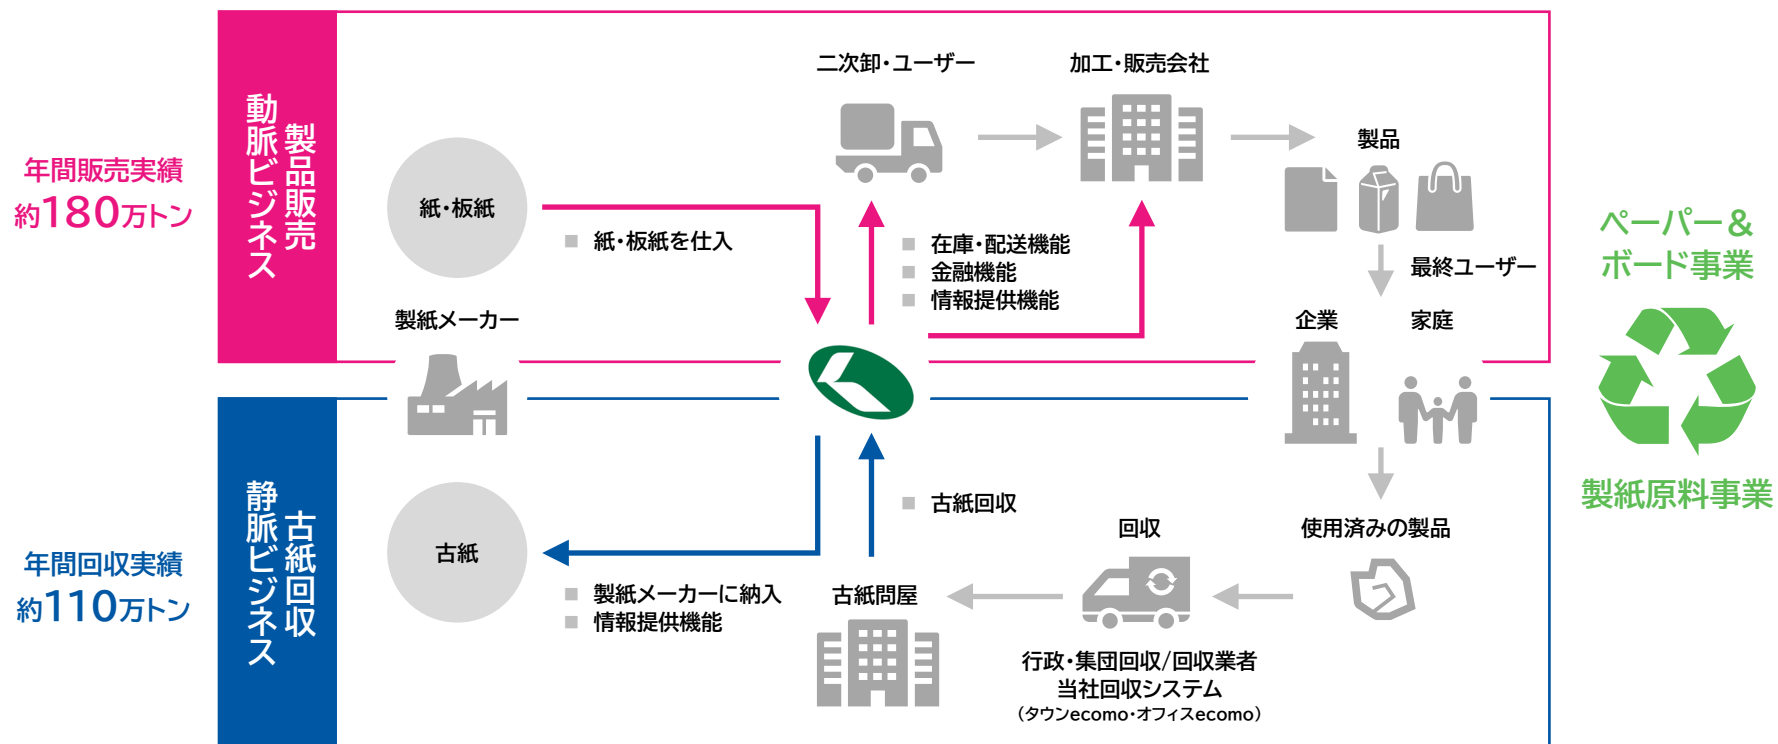 年間販売実績
約180万トン
動脈ビジネス
製品販売
紙・板紙
紙・板紙を仕入
製紙メーカー
二次卸・ユーザー
加工・販売会社
在庫・配送機能
金融機能
情報提供機能
製品
最終ユーザー
企業
家庭
ペーパー＆
ボード事業
製紙原料事業
年間回収実績
約110万トン
静脈ビジネス
古紙回収
古紙
製紙メーカーに納入
情報提供機能
古紙回収
古紙問屋
回収
行政・集団回収/回収業者
当社回収システム
（タウンecomo・オフィスecomo）
使用済みの製品